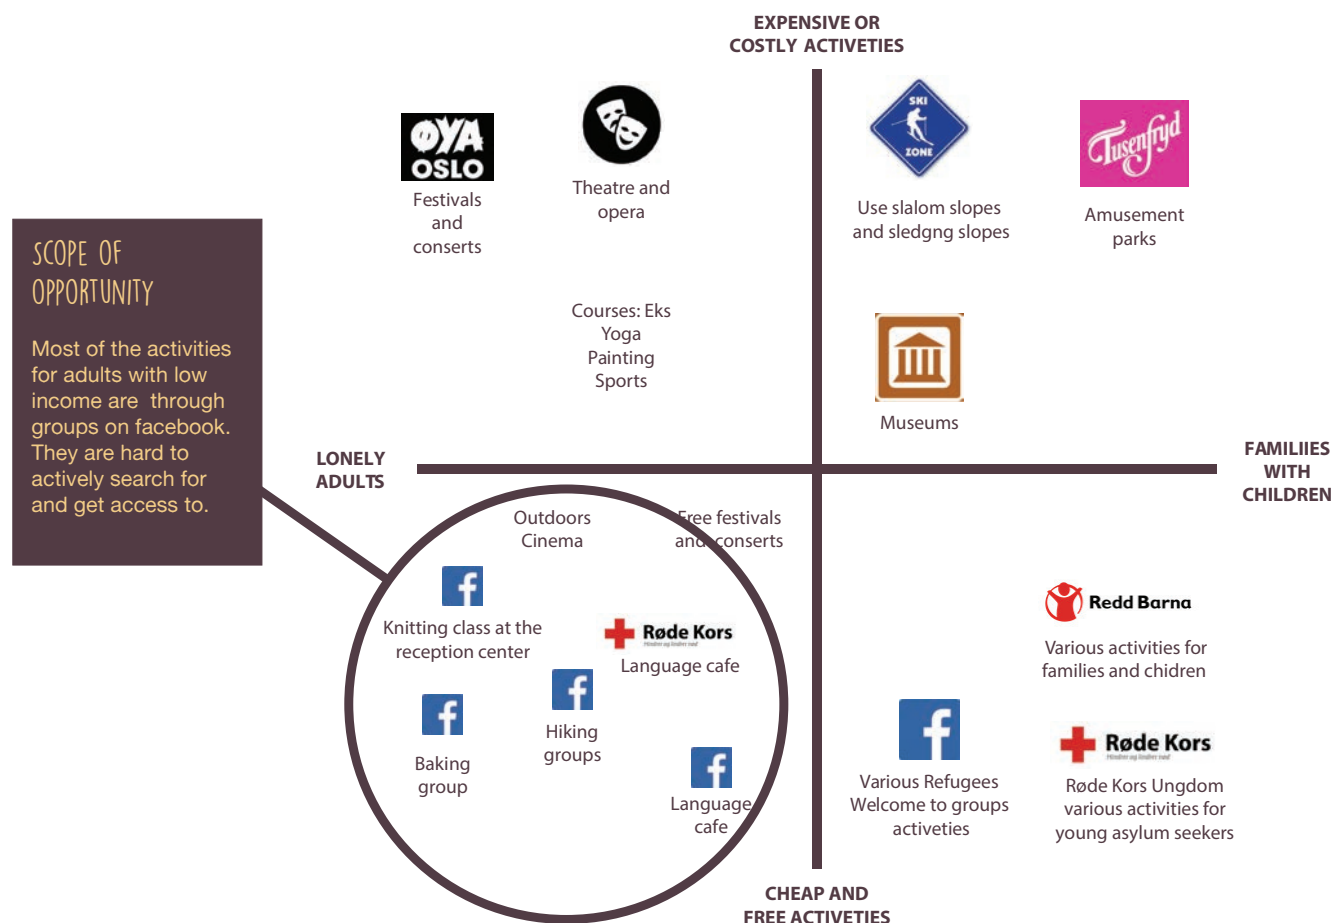 EXPENSIVE OR
COSTLY ACTIVETIES
ØYA
OSLO
Festivals
and
conserts
Theatre and
opera
SKI
ZONE
Use slalom slopes
and sledgng slopes
Tusenfryd
Amusement
parks
SCOPE OF
OPPORTUNITY
Most of the activities
for adults with low
income are through
groups on facebook.
They are hard to
actively search for
and get access to.
Courses: Eks
Yoga
Painting
Sports
Museums
LONELY
ADULTS
FAMILIIES
WITH
CHILDREN
Outdoors
Cinema
Free festivals
and conserts
f
Knitting class at the
reception center
Røde Kors
Language cafe
f
Baking
group
f
Hiking
groups
f
Language
cafe
Redd Barna
Various activities for
families and chidren
f
Various Refugees
Welcome to groups
activeties
Røde Kors
Røde Kors Ungdom
various activities for
young asylum seekers
CHEAP AND
FREE ACTIVETIES